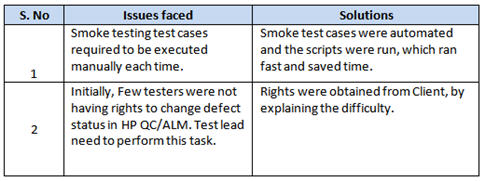 S. No Issues faced Solutions
Smoke testing test cases
required to be executed
manually each time.
Smoke test cases were automated
and the scripts were run, which ran
fast and saved time.
1
Initially, Few testers were not
having rights to change defect
status in HP QC/ALM. Test lead
need to perform this task.
Rights were obtained from Client, by
explaining the difficulty.
2